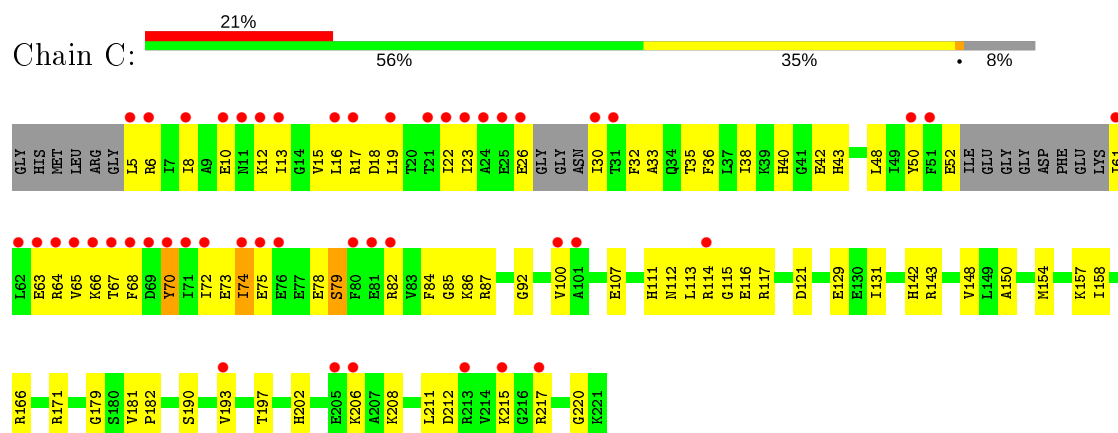 21%
Chain C:
56% 35% • 8%
GLY HIS MET LEU ARG GLY L5 R6 I7 I8 A9 E10 N11 K12 I13 G14 V15 L16 R17 D18 L19 T20 T21 I22 I23 A24 E25 E26 GLY GLY ASN I30 T31 F32 A33 Q34 T35 F36 L37 I38 K39 H40 G41 E42 H43 L48 I49 Y50 F51 E52 ILE GLU GLY GLY ASP PHE GLU LYS I61
L62 E63 R64 V65 K66 T67 F68 D69 Y70 I71 I72 E73 I74 E75 E76 E77 E78 S79 F80 E81 R82 V83 F84 G85 K86 R87 G92 V100 A101 E107 H111 N112 L113 R114 G115 E116 R117 D121 E129 E130 I131 H142 R143 V148 L149 A150 M154 K157 I158
R166 R171 G179 S180 V181 P182 S190 V193 T197 H202 E205 K206 A207 K208 L211 D212 R213 V214 K215 G216 R217 G220 K221